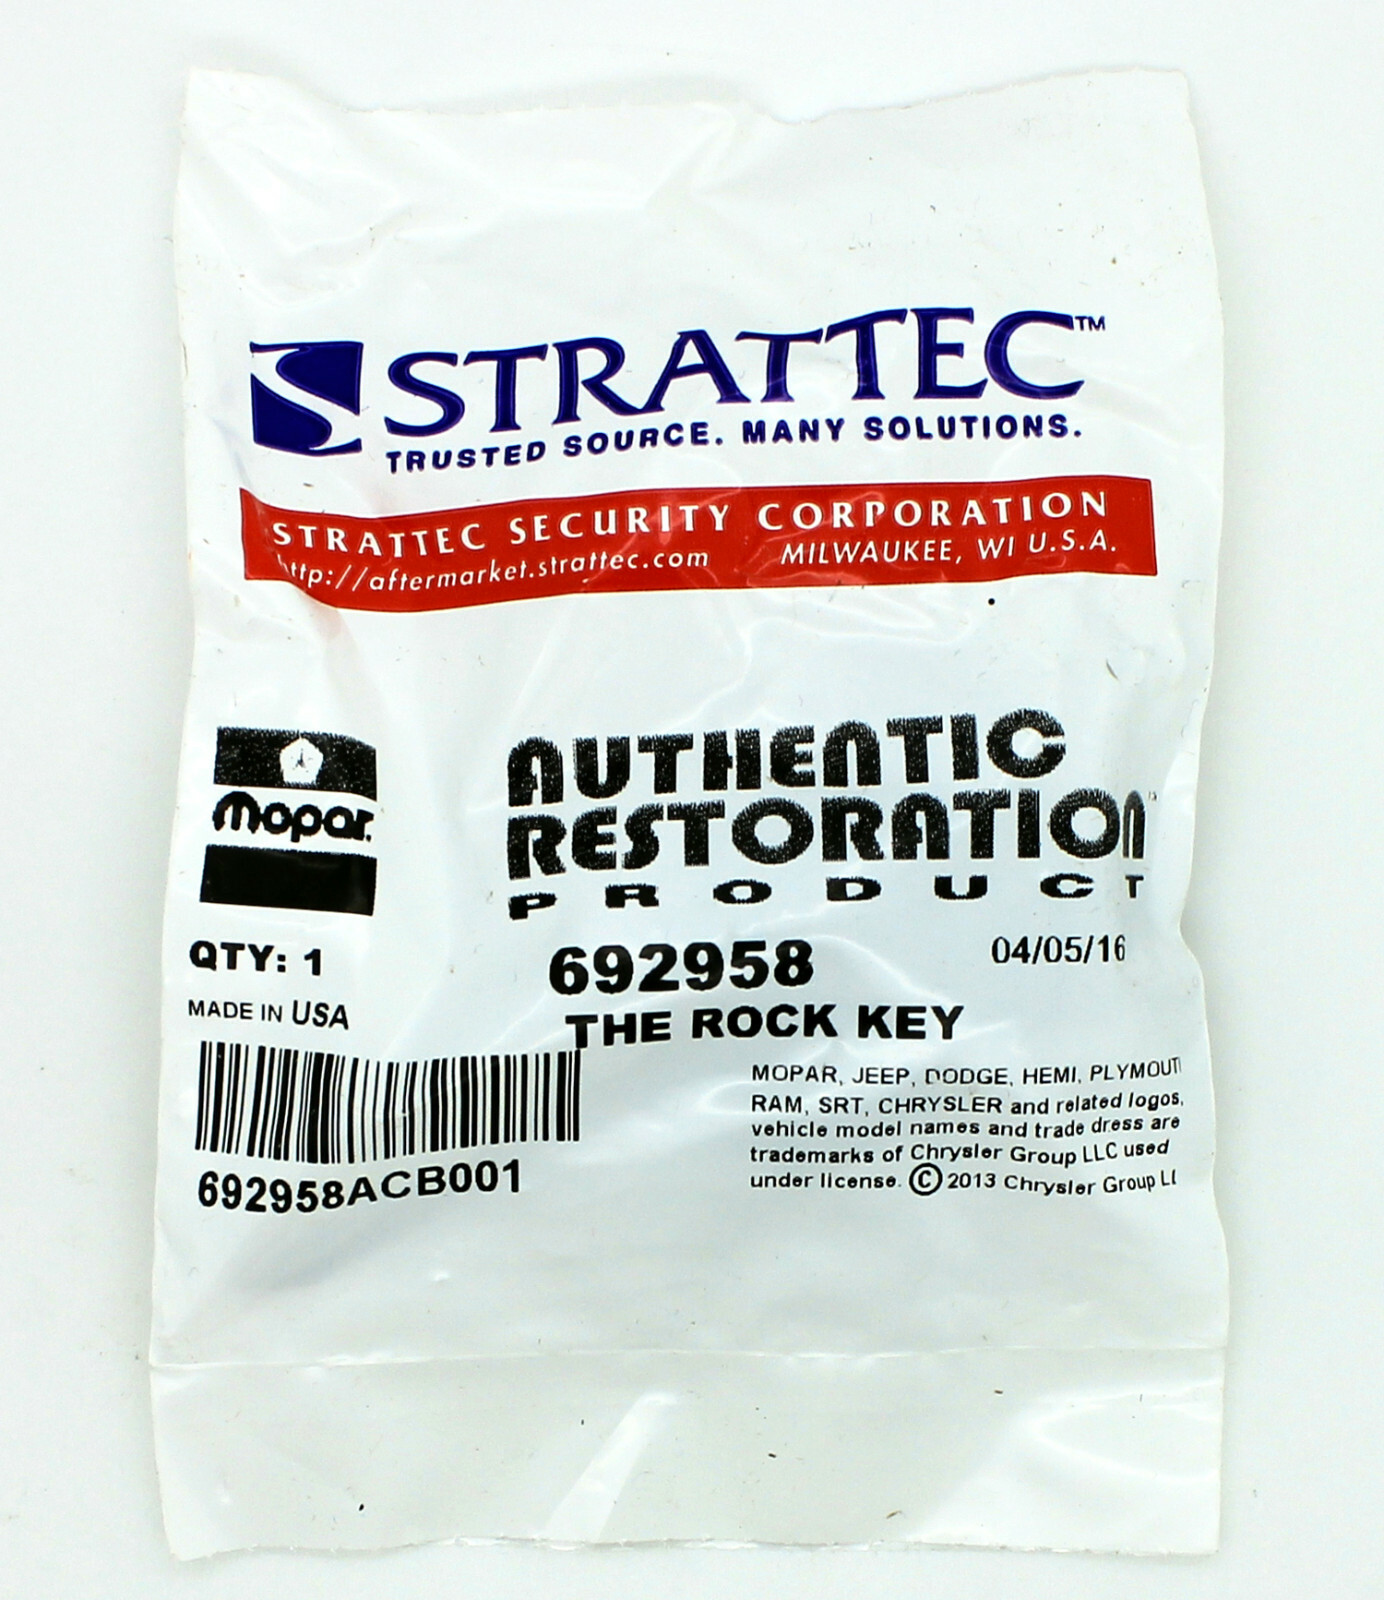 STRATTEC™
TRUSTED SOURCE. MANY SOLUTIONS.
STRATTEC SECURITY CORPORATION
http://aftermarket.strattec.com MILWAUKEE, WI U.S.A.
mopar.
AUTHENTIC
RESTORATION
PRODUCT
QTY: 1
692958
04/05/16
MADE IN USA
THE ROCK KEY
692958ACB001
MOPAR, JEEP, DODGE, HEMI, PLYMOUT
RAM, SRT, CHRYSLER and related logos,
vehicle model names and trade dress are
trademarks of Chrysler Group LLC used
under license. © 2013 Chrysler Group LL